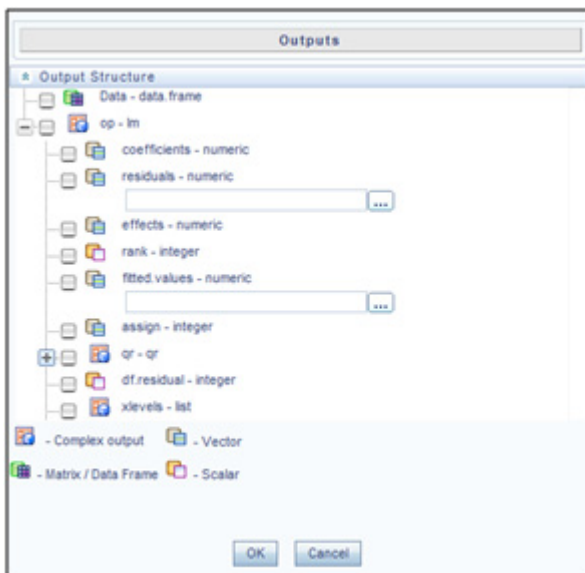 Outputs
Output Structure
Data - data.frame
op - lm
coefficients - numeric
residuals - numeric
...
effects - numeric
rank - integer
fitted.values - numeric
...
assign - integer
qr - qr
df.residual - integer
xlevels - list
- Complex output - Vector
- Matrix / Data Frame - Scalar
OK Cancel